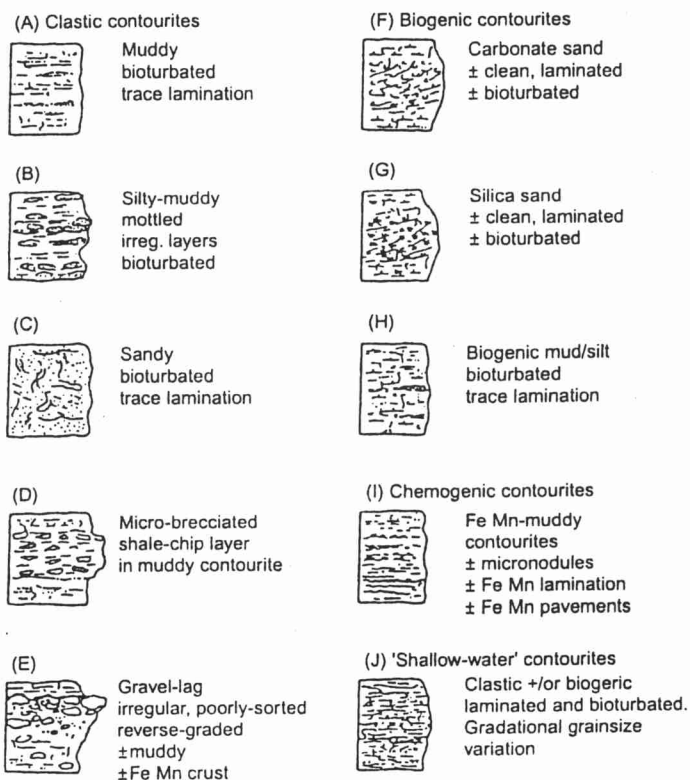 (A) Clastic contourites
Muddy
bioturbated
trace lamination
(B)
Silty-muddy
mottled
irreg. layers
bioturbated
(C)
Sandy
bioturbated
trace lamination
(D)
Micro-brecciated
shale-chip layer
in muddy contourite
(E)
Gravel-lag
irregular, poorly-sorted
reverse-graded
±muddy
±Fe Mn crust
(F) Biogenic contourites
Carbonate sand
± clean, laminated
± bioturbated
(G)
Silica sand
± clean, laminated
± bioturbated
(H)
Biogenic mud/silt
bioturbated
trace lamination
(I) Chemogenic contourites
Fe Mn-muddy
contourites
± micronodules
± Fe Mn lamination
± Fe Mn pavements
(J) 'Shallow-water' contourites
Clastic +/or biogeric
laminated and bioturbated.
Gradational grainsize
variation